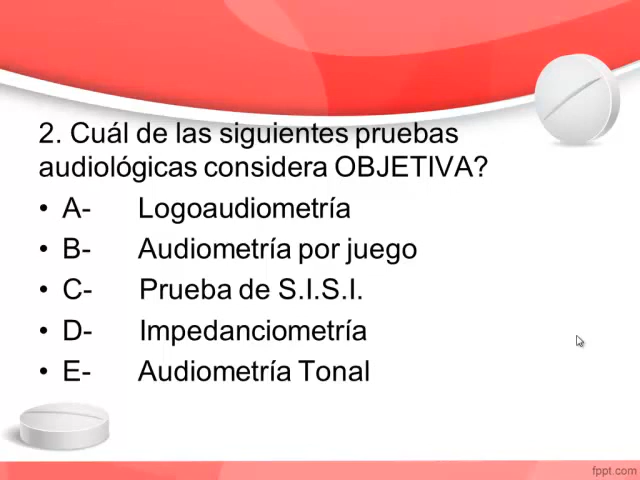 2. Cuál de las siguientes pruebas
audiológicas considera OBJETIVA?
• A- Logoaudiometría
• B- Audiometría por juego
• C- Prueba de S.I.S.I.
• D- Impedanciometría
• E- Audiometría Tonal
fppt.com